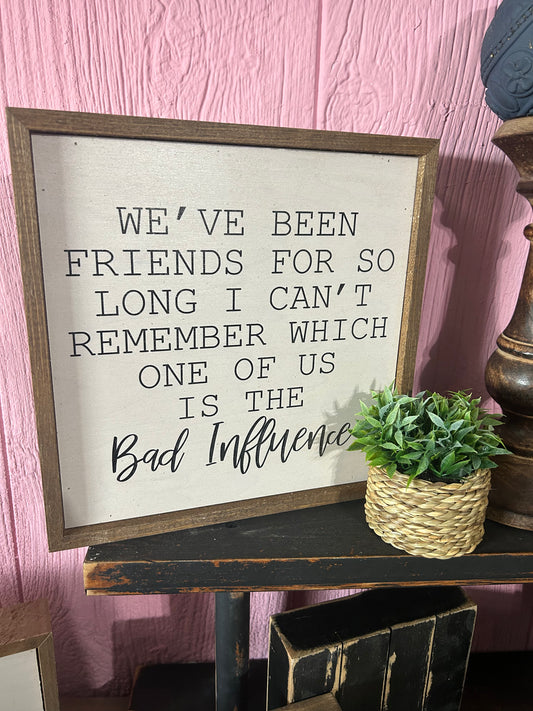 WE'VE BEEN
FRIENDS FOR SO
LONG I CAN'T
REMEMBER WHICH
ONE OF US
IS THE
Bad Influence